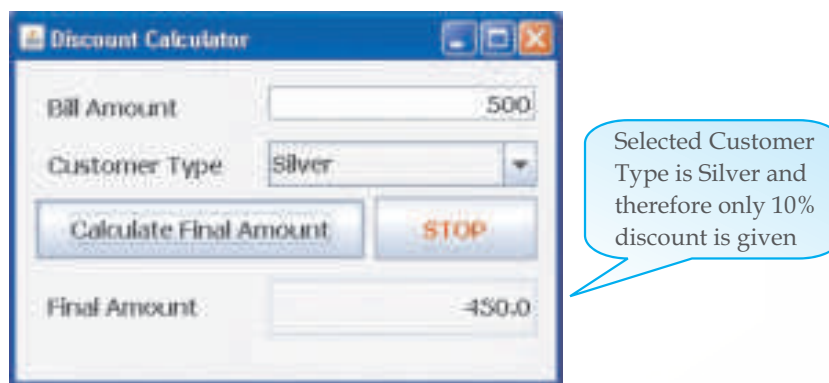 Discount Calculator
Bill Amount 500
Customer Type Silver
Calculate Final Amount STOP
Final Amount 450.0
Selected Customer
Type is Silver and
therefore only 10%
discount is given